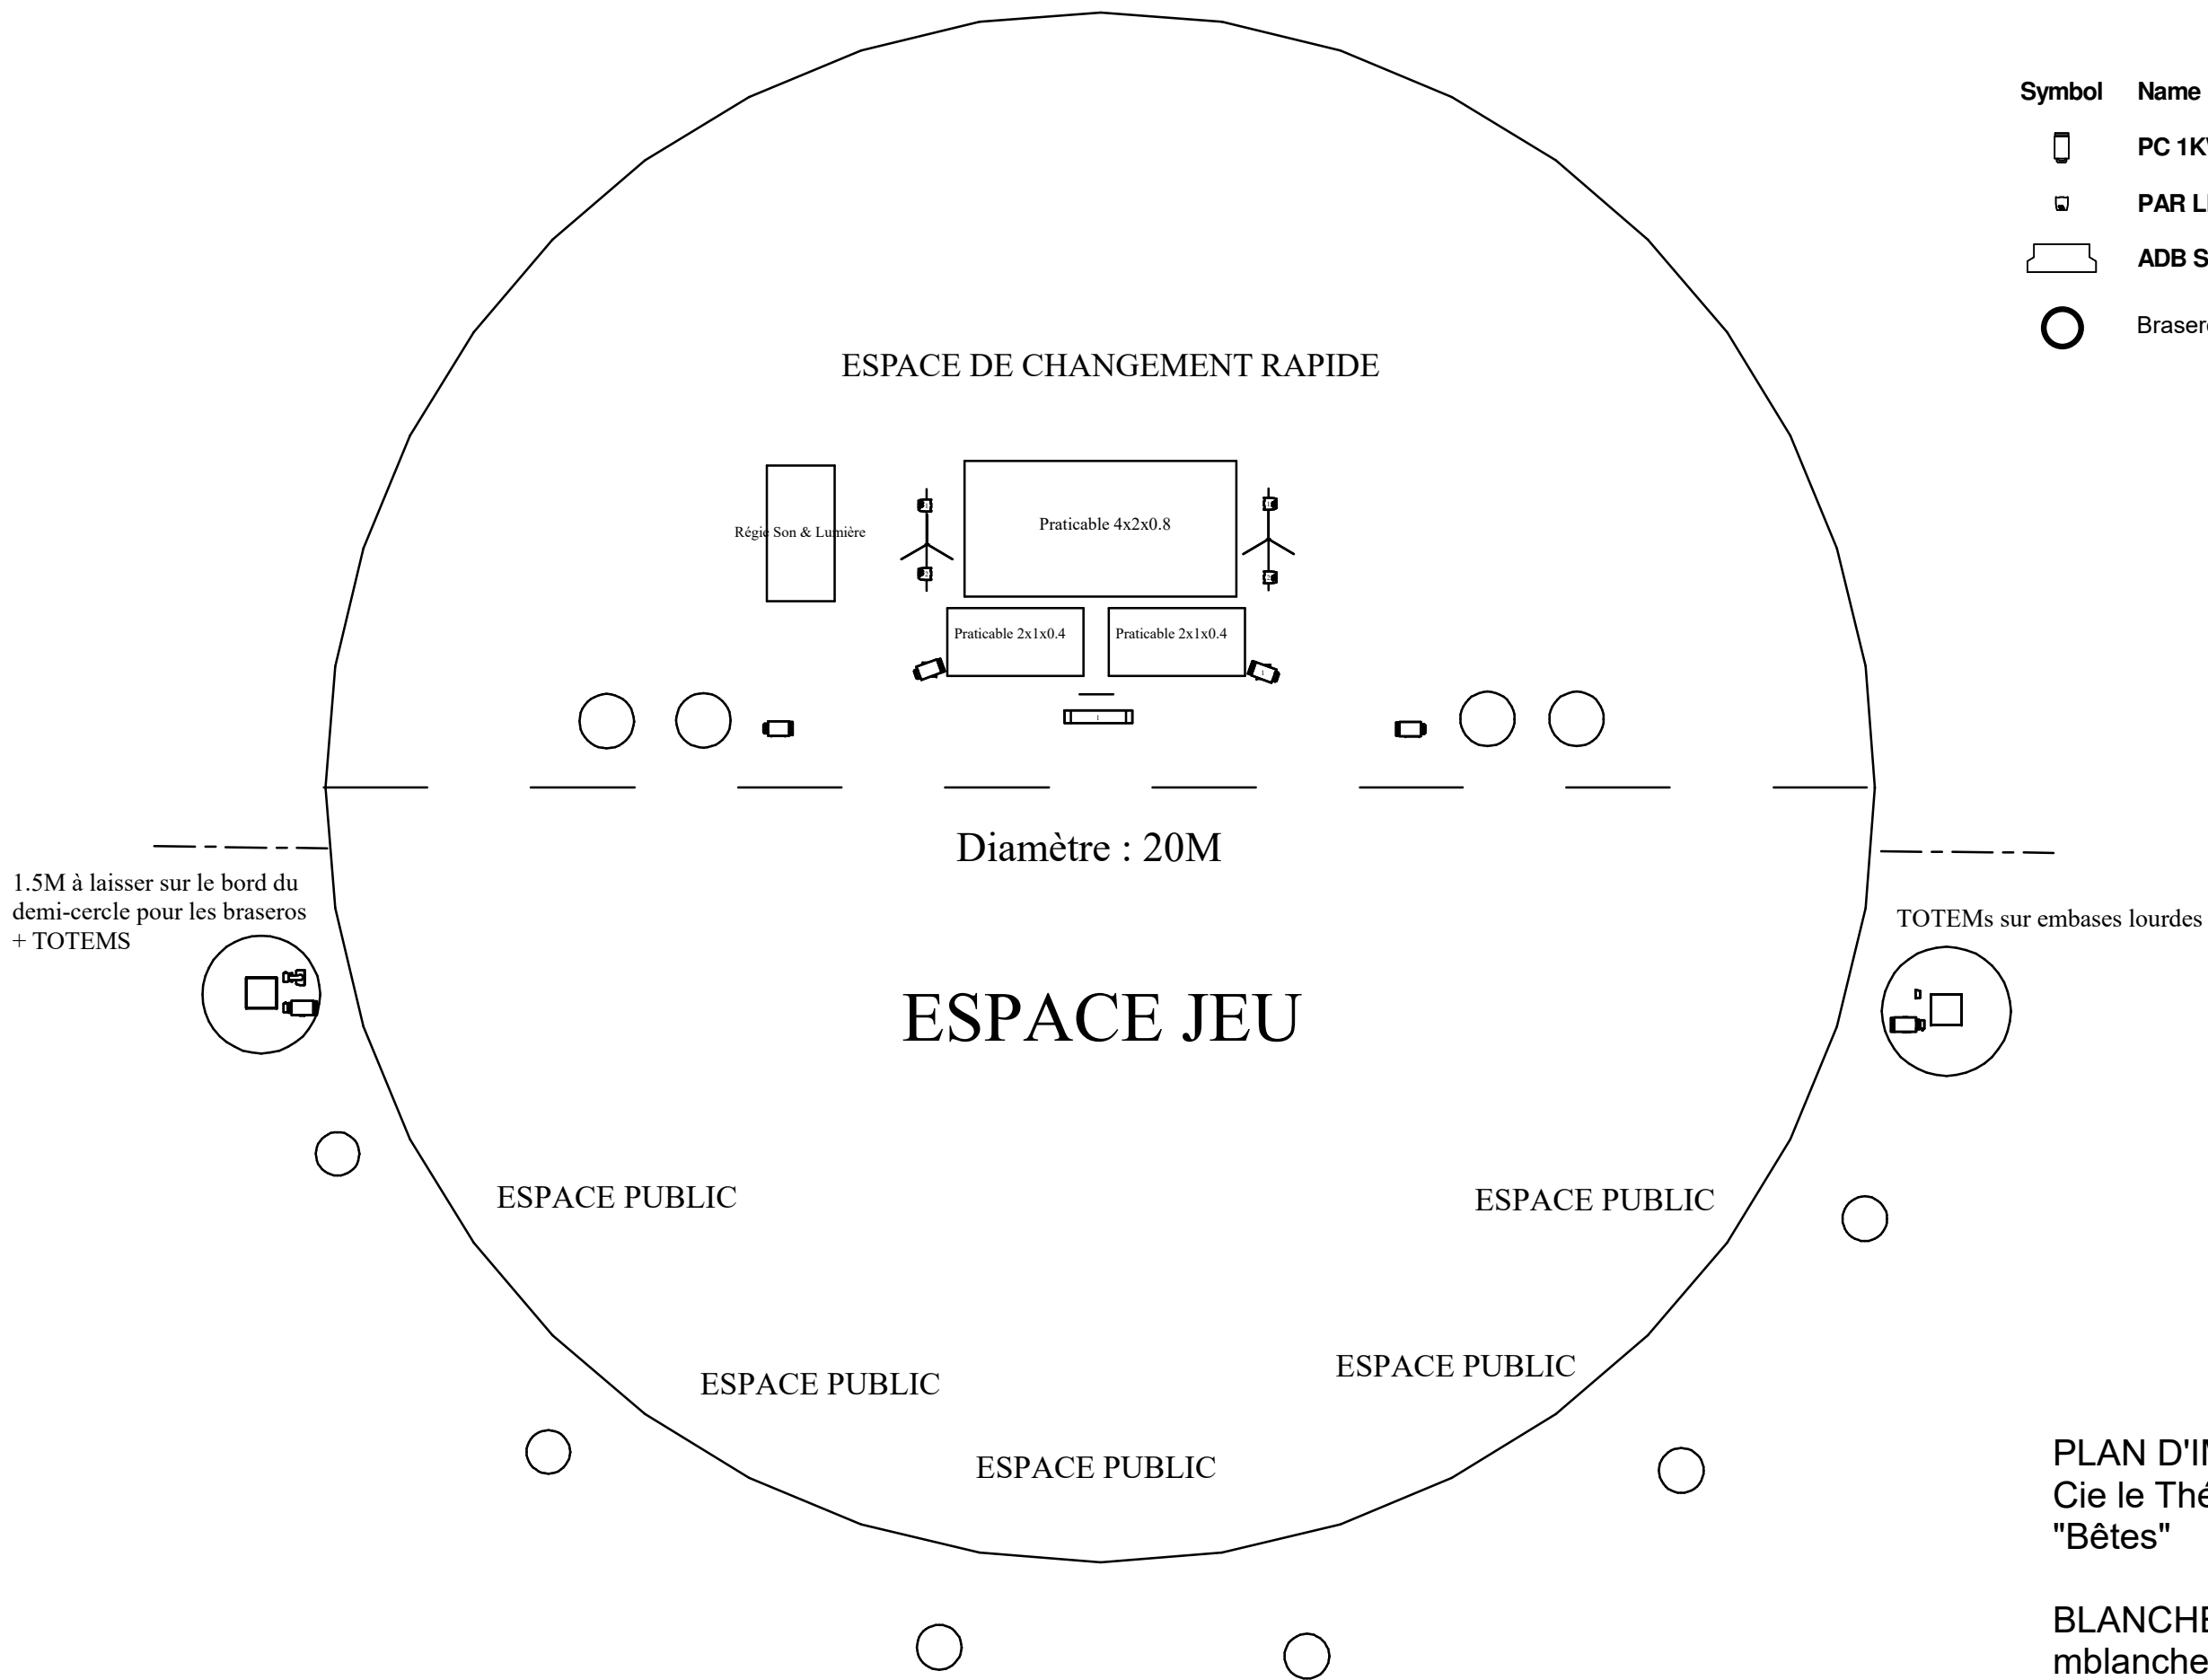 Symbol Name
PC 1K
PAR L
ADB S
Braser
ESPACE DE CHANGEMENT RAPIDE
Régie Son & Lumière
Praticable 4x2x0.8
Praticable 2x1x0.4
Praticable 2x1x0.4
Diamètre : 20M
1.5M à laisser sur le bord du
demi-cercle pour les braseros
+ TOTEMS
TOTEMs sur embases lourdes
ESPACE JEU
ESPACE PUBLIC
ESPACE PUBLIC
ESPACE PUBLIC
ESPACE PUBLIC
ESPACE PUBLIC
PLAN D'I
Cie le Thé
"Bêtes"
BLANCHE
mblanche